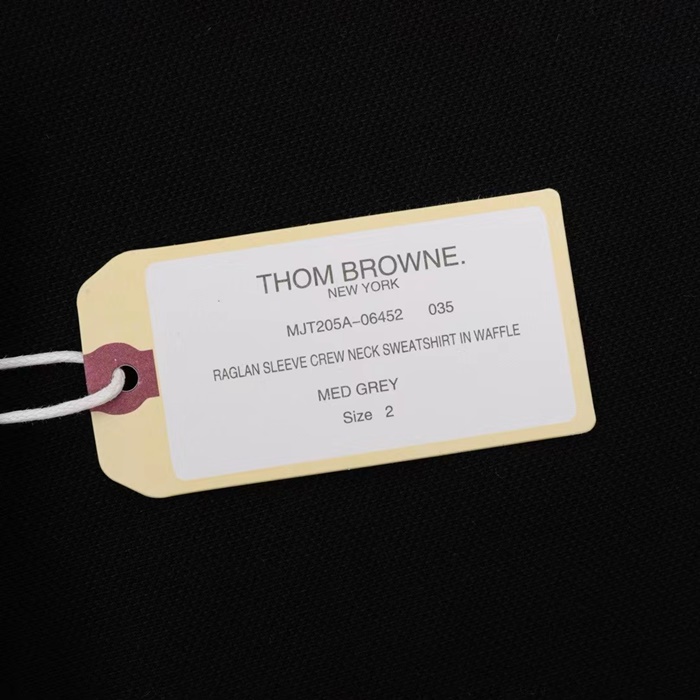 THOM BROWNE.
NEW YORK
MJT205A-06452 035
RAGLAN SLEEVE CREW NECK SWEATSHIRT IN WAFFLE
MED GREY
Size 2